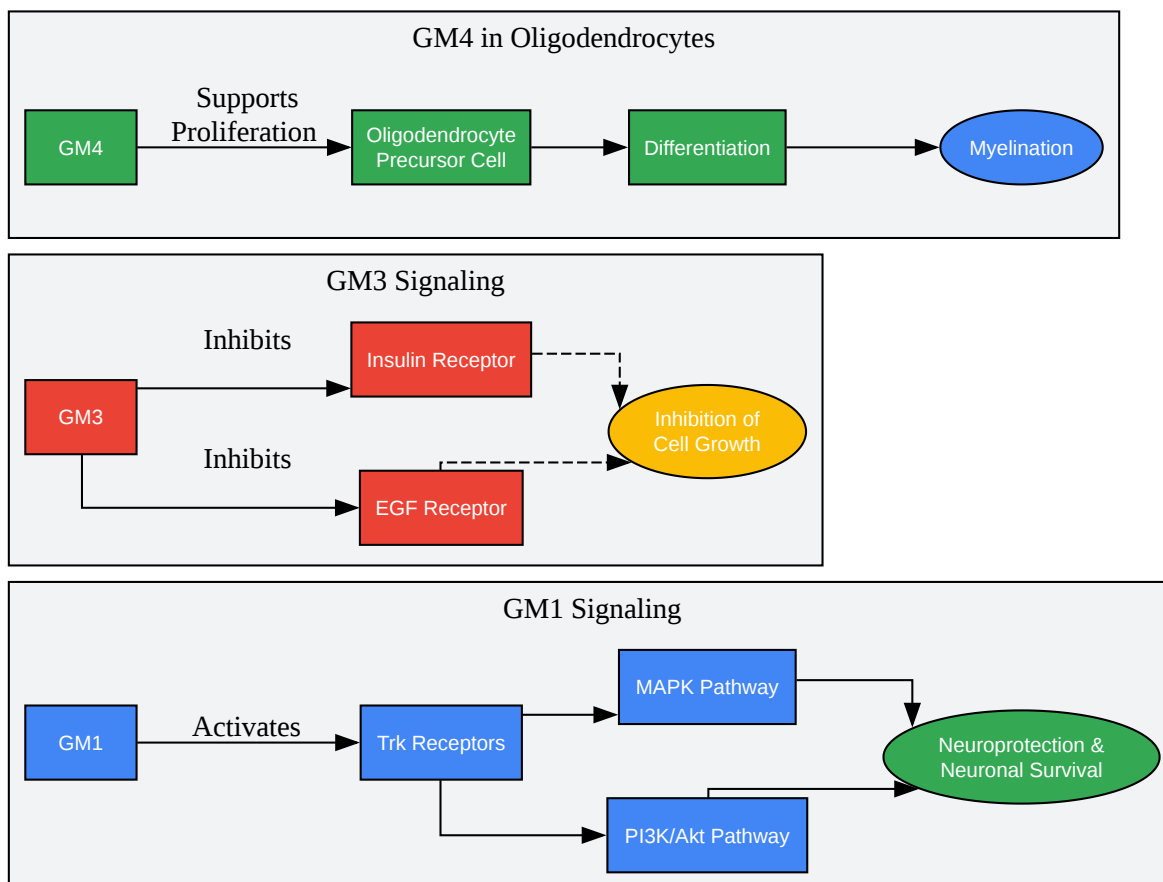 GM4 in Oligodendrocytes
Supports
Proliferation
GM4
Oligodendrocyte
Precursor Cell
Differentiation
Myelination
GM3 Signaling
Inhibits
Insulin Receptor
GM3
Inhibition of
Cell Growth
Inhibits
EGF Receptor
GM1 Signaling
MAPK Pathway
Activates
GM1
Trk Receptors
Neuroprotection &
Neuronal Survival
PI3K/Akt Pathway